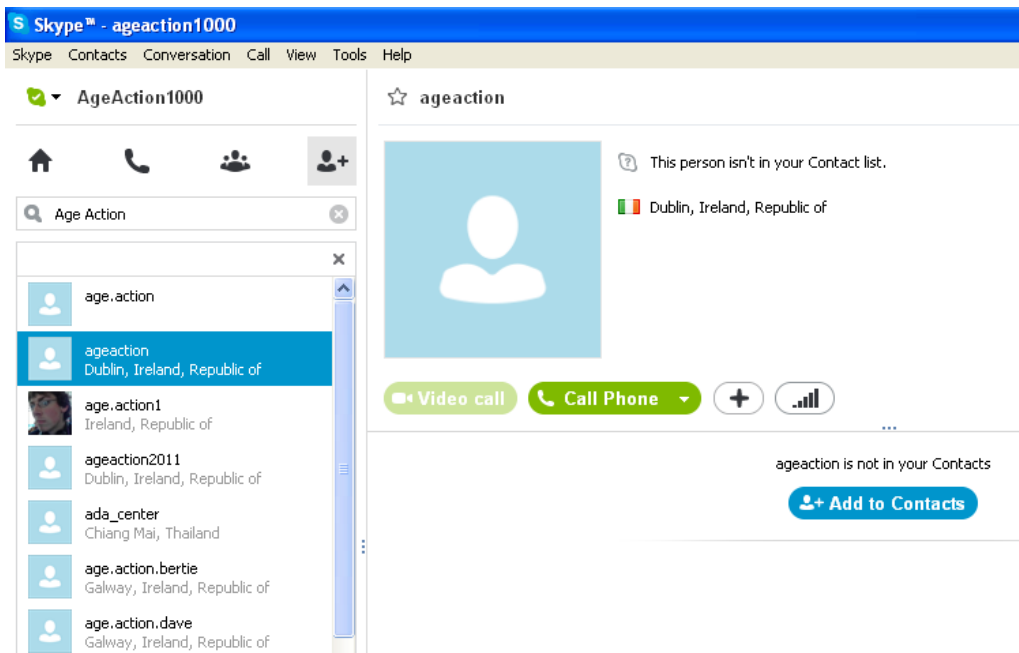 S Skype™ - ageaction1000
Skype Contacts Conversation Call View Tools Help
AgeAction1000
Age Action
age.action
ageaction
Dublin, Ireland, Republic of
age.action1
Ireland, Republic of
ageaction2011
Dublin, Ireland, Republic of
ada_center
Chiang Mai, Thailand
age.action.bertie
Galway, Ireland, Republic of
age.action.dave
Galway, Ireland, Republic of
ageaction
This person isn't in your Contact list.
Dublin, Ireland, Republic of
Video call Call Phone
ageaction is not in your Contacts
Add to Contacts